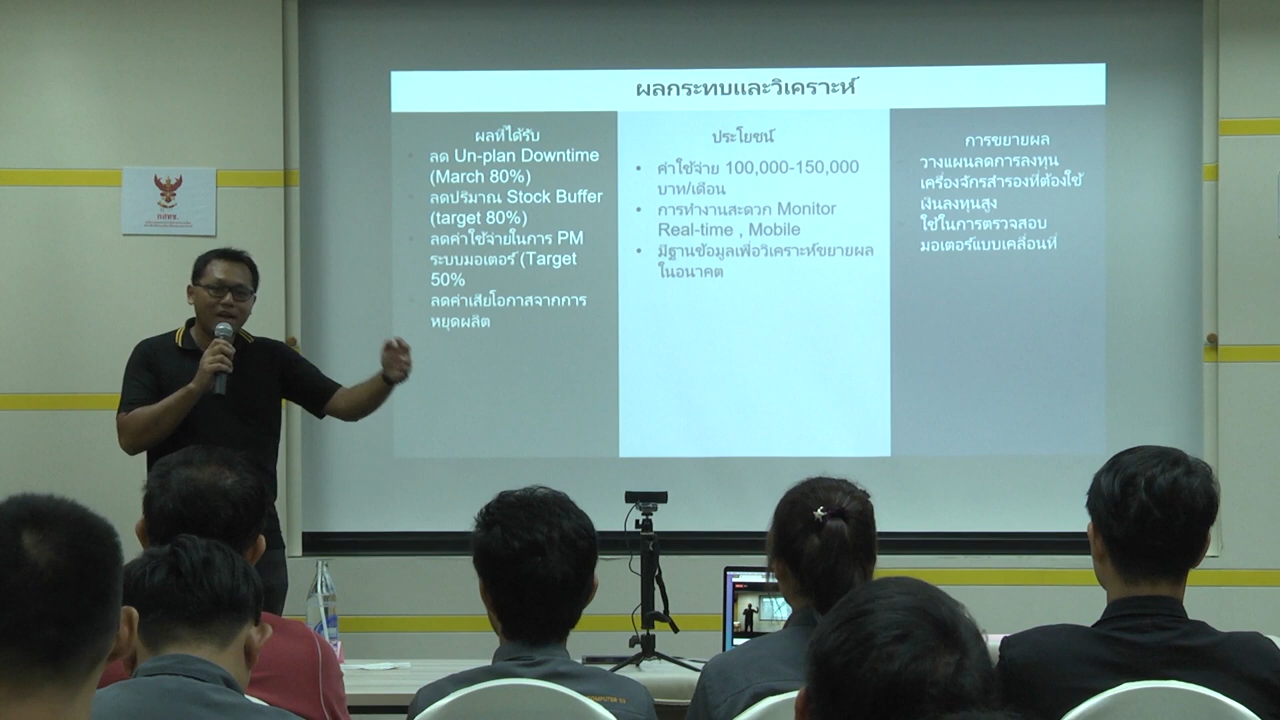 ผลกระทบและวิเคราะห์
ผลที่ได้รับ
ลด Un-plan Downtime
(March 80%)
ลดปริมาณ Stock Buffer
(target 80%)
ลดค่าใช้จ่ายในการ PM
ระบบมอเตอร์ (Target
50%
ลดค่าเสียโอกาสจากการ
หยุดผลิต
ประโยชน์
• ค่าใช้จ่าย 100,000-150,000
บาท/เดือน
• การทำงานสะดวก Monitor
Real-time , Mobile
• มีฐานข้อมูลเพื่อวิเคราะห์ขยายผล
ในอนาคต
การขยายผล
วางแผนลดการลงทุน
เครื่องจักรสำรองที่ต้องใช้
เงินลงทุนสูง
ใช้ในการตรวจสอบ
มอเตอร์แบบเคลื่อนที่
กสทช.